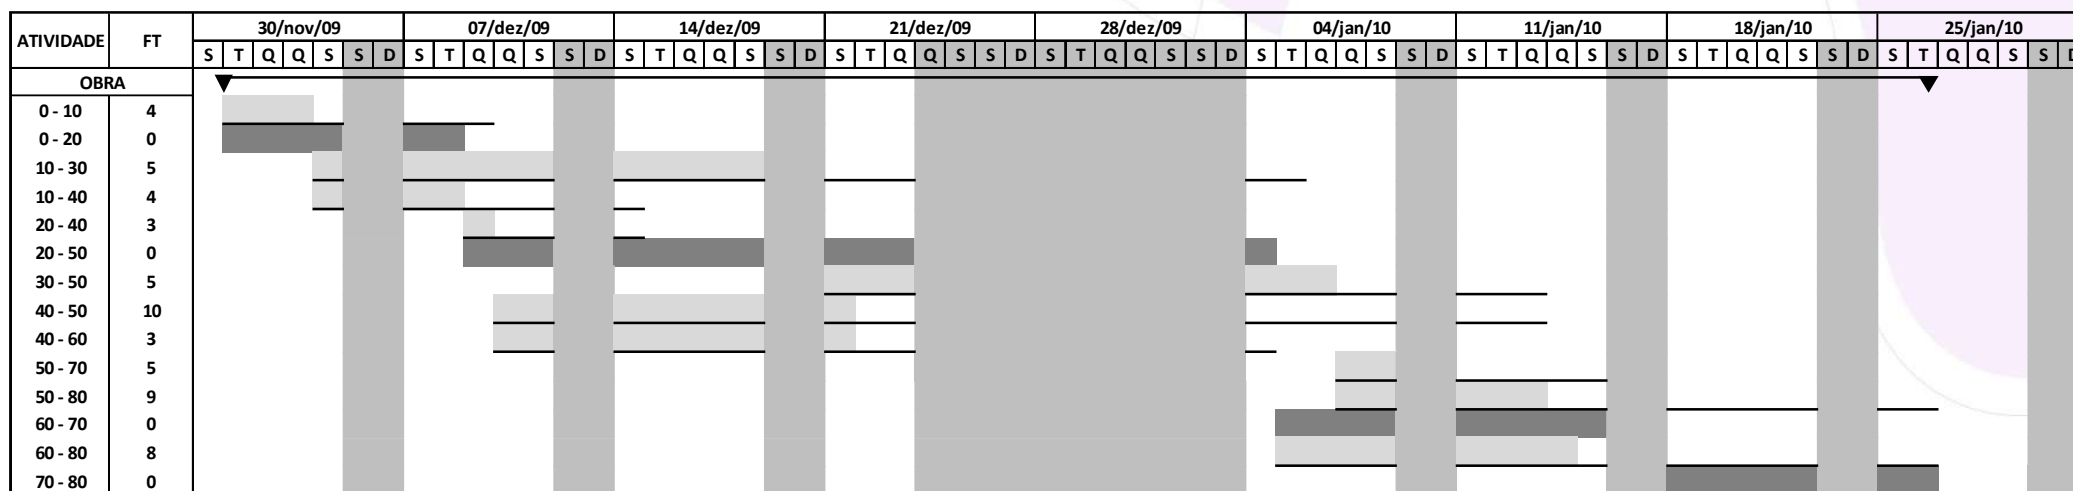 ATIVIDADE FT 30/nov/09 07/dez/09 14/dez/09 21/dez/09 28/dez/09 04/jan/10 11/jan/10 18/jan/10 25/jan/10
S T Q Q S S D S T Q Q S S D S T Q Q S S D S T Q Q S S D S T Q Q S S D S T Q Q S S D S T Q Q S S D S T Q Q S S D S T Q Q S S D
OBRA
0 - 10 4
0 - 20 0
10 - 30 5
10 - 40 4
20 - 40 3
20 - 50 0
30 - 50 5
40 - 50 10
40 - 60 3
50 - 70 5
50 - 80 9
60 - 70 0
60 - 80 8
70 - 80 0